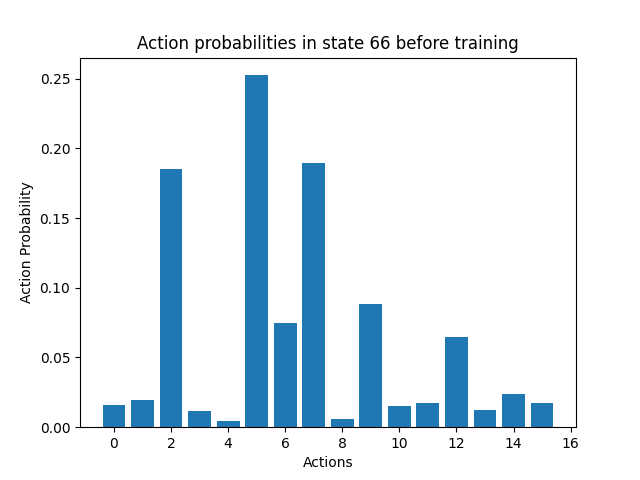 Action probabilities in state 66 before training
0.25
0.20
0.15
0.10
0.05
0.00
Action Probability
0 2 4 6 8 10 12 14 16
Actions